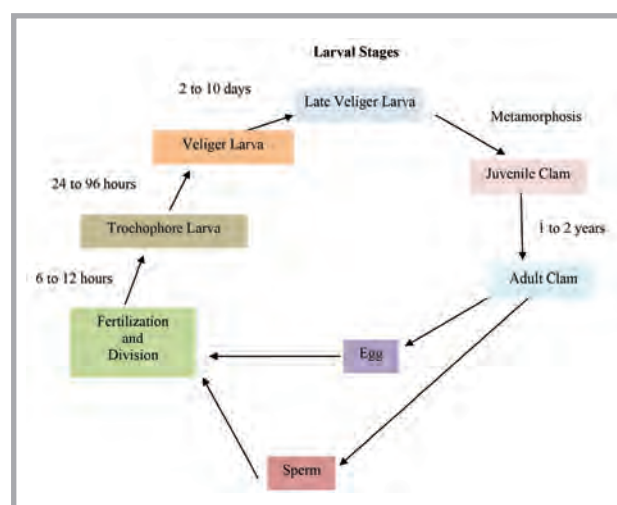 Larval Stages
2 to 10 days
Late Veliger Larva
Metamorphosis
Veliger Larva
Juvenile Clam
24 to 96 hours
1 to 2 years
Trochophore Larva
Adult Clam
6 to 12 hours
Fertilization
and
Division
Egg
Sperm